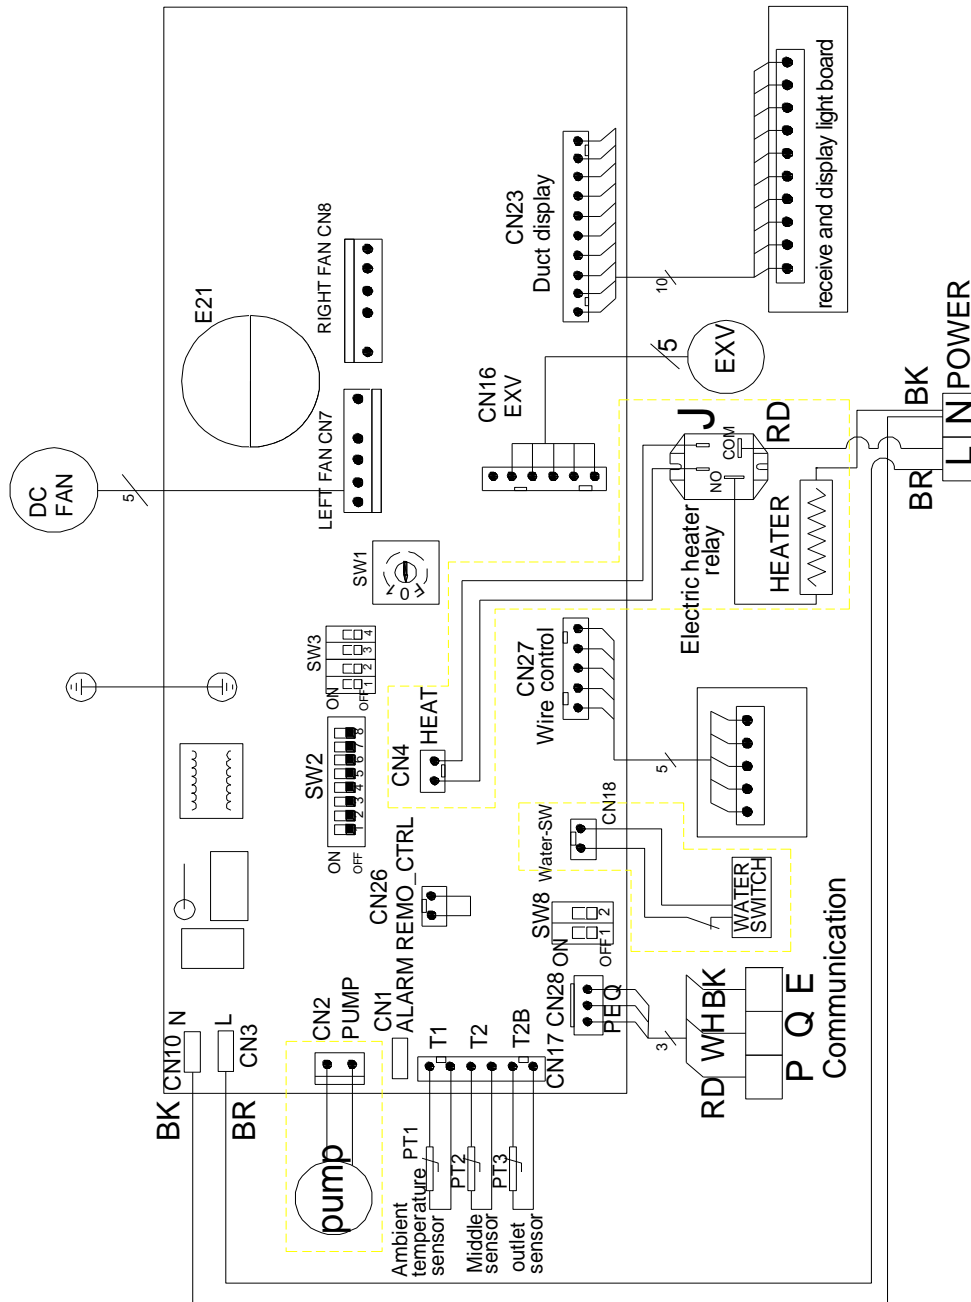 DC
FAN
5
E21
LEFT FAN CN7
RIGHT FAN CN8
SW1
F 0 1
SW3
ON
OFF
1 2 3 4
SW2
ON
OFF
1 2 3 4 5 6 7 8
CN4
HEAT
CN16
EXV
5
EXV
CN23
Duct display
10
receive and display light board
J
NO
COM
RD
Electric heater
relay
HEATER
BR
BK
L N POWER
CN27
Wire control
5
Water-SW
CN18
WATER
SWITCH
CN26
ALARM REMO_CTRL
CN1
SW8
ON
OFF
1 2
CN28
PEQ
3
RD WH BK
P Q E
Communication
CN10 N
L
CN3
BK
BR
CN2
PUMP
pump
T1
T2
T2B
CN17
PT1
PT2
PT3
Ambient
temperature
sensor
Middle
sensor
outlet
sensor